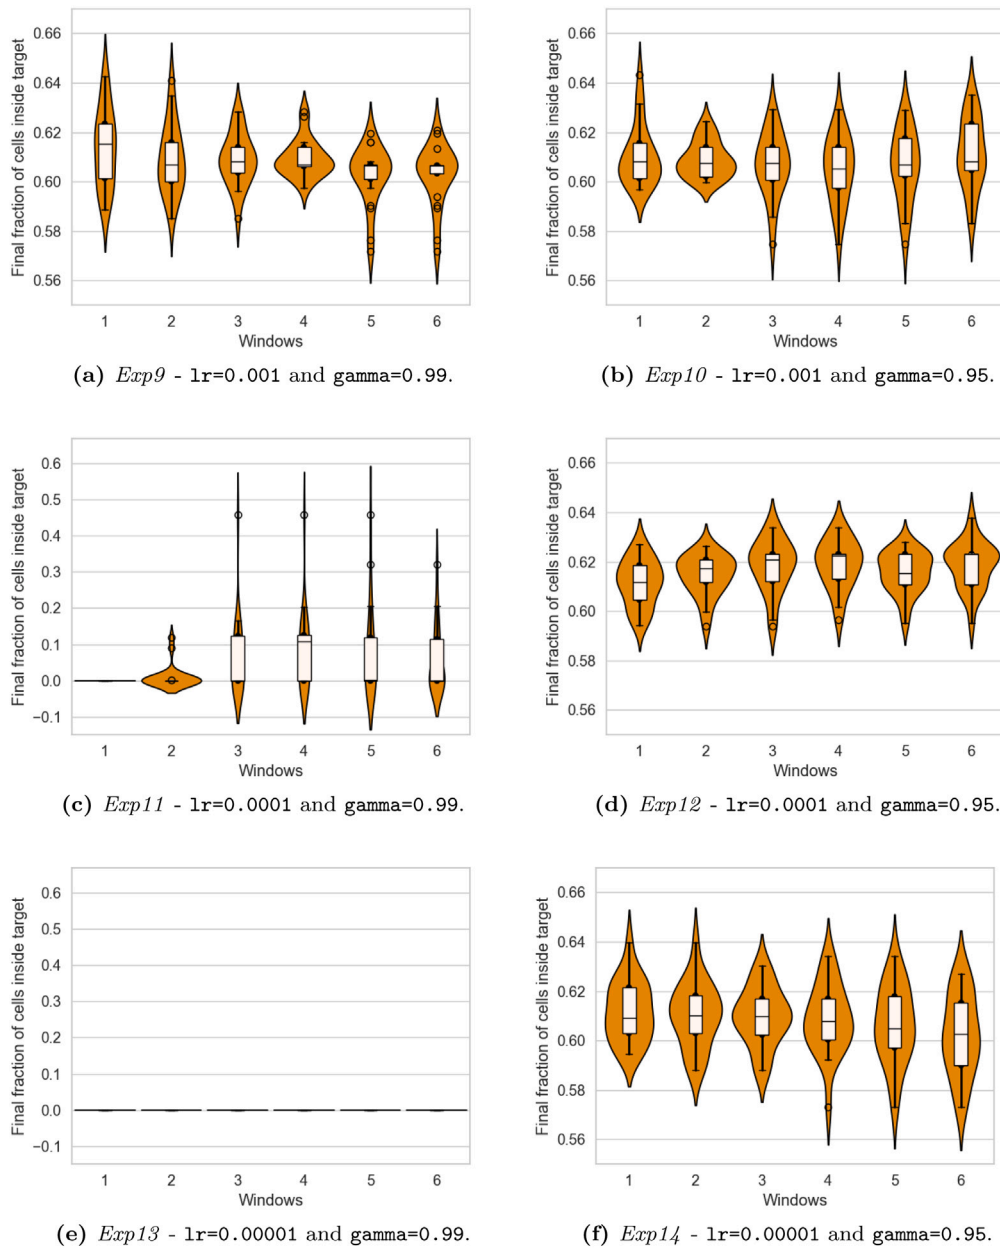 Final fraction of cells inside target
0.66
0.64
0.62
0.60
0.58
0.56
1 2 3 4 5 6
Windows
(a) Exp9 - lr=0.001 and gamma=0.99.
Final fraction of cells inside target
0.66
0.64
0.62
0.60
0.58
0.56
1 2 3 4 5 6
Windows
(b) Exp10 - lr=0.001 and gamma=0.95.
Final fraction of cells inside target
0.6
0.5
0.4
0.3
0.2
0.1
0.0
−0.1
1 2 3 4 5 6
Windows
(c) Exp11 - lr=0.0001 and gamma=0.99.
Final fraction of cells inside target
0.66
0.64
0.62
0.60
0.58
0.56
1 2 3 4 5 6
Windows
(d) Exp12 - lr=0.0001 and gamma=0.95.
Final fraction of cells inside target
0.6
0.5
0.4
0.3
0.2
0.1
0.0
−0.1
1 2 3 4 5 6
Windows
(e) Exp13 - lr=0.00001 and gamma=0.99.
Final fraction of cells inside target
0.66
0.64
0.62
0.60
0.58
0.56
1 2 3 4 5 6
Windows
(f) Exp14 - lr=0.00001 and gamma=0.95.